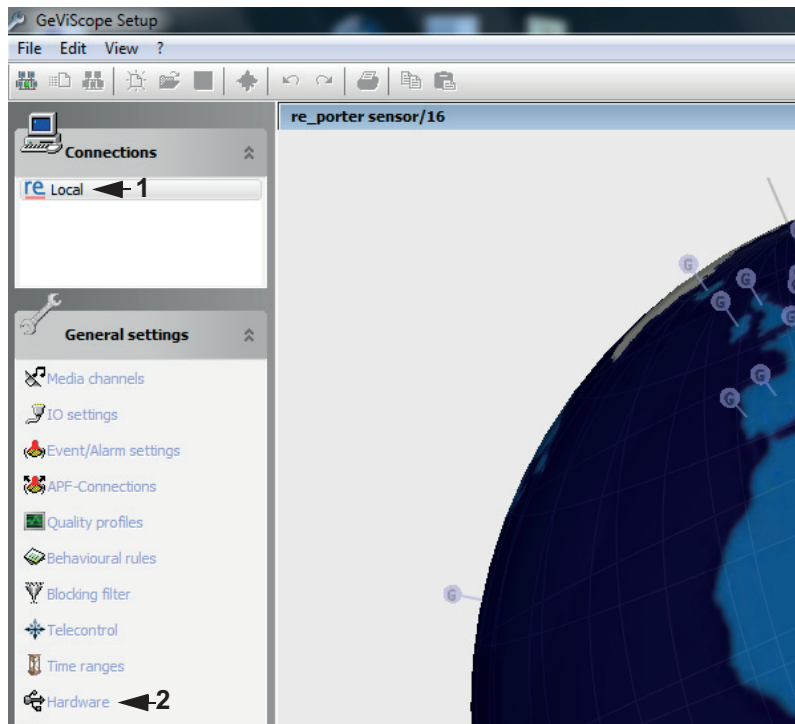 GeViScope Setup
File Edit View ?
re_porter sensor/16
Connections
re Local 1
General settings
Media channels
IO settings
Event/Alarm settings
APF-Connections
Quality profiles
Behavioural rules
Blocking filter
Telecontrol
Time ranges
Hardware 2
G
G
G
G
G
G
G